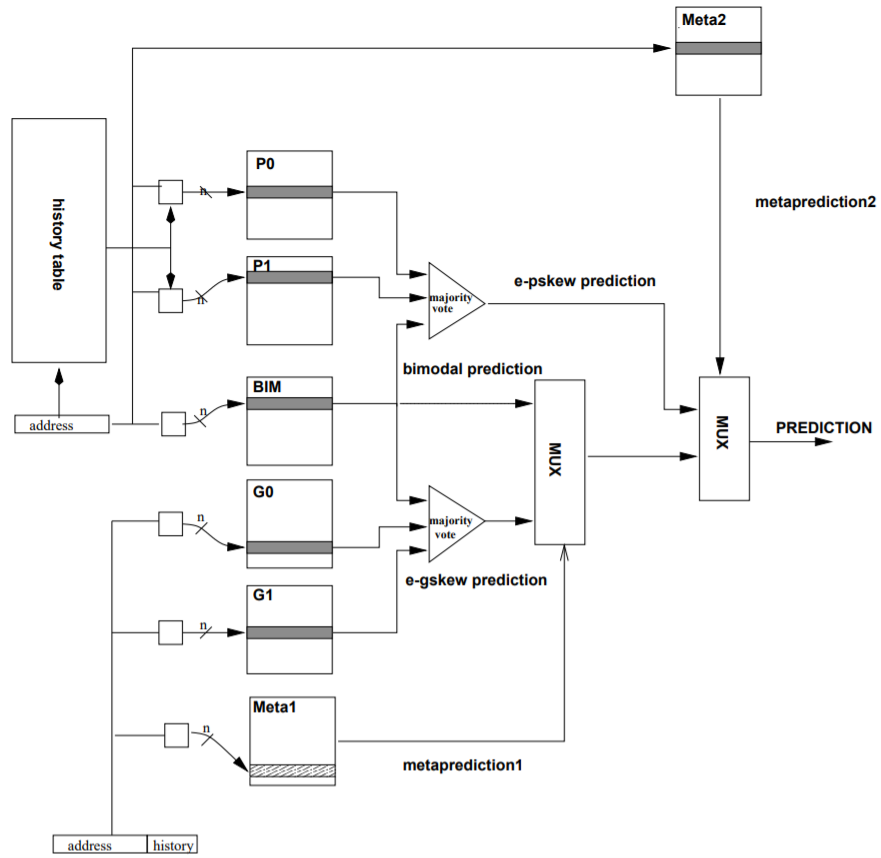 Meta2
P0
n
metaprediction2
history table
P1
n
e-pskew prediction
majority
vote
bimodal prediction
BIM
n
address
MUX
MUX
PREDICTION
G0
n
majority
vote
e-gskew prediction
G1
n
Meta1
n
metaprediction1
address
history